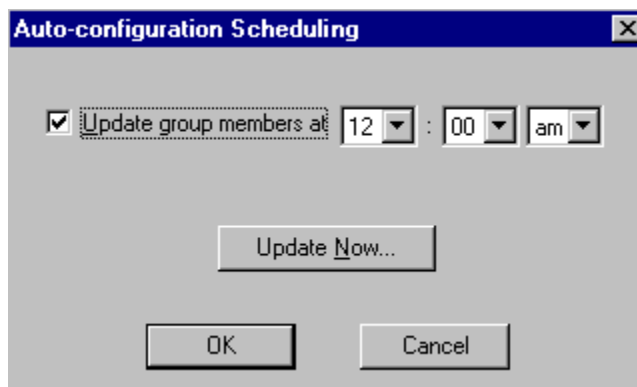 Auto-configuration Scheduling
Update group members at 12 : 00 am
Update Now...
OK Cancel